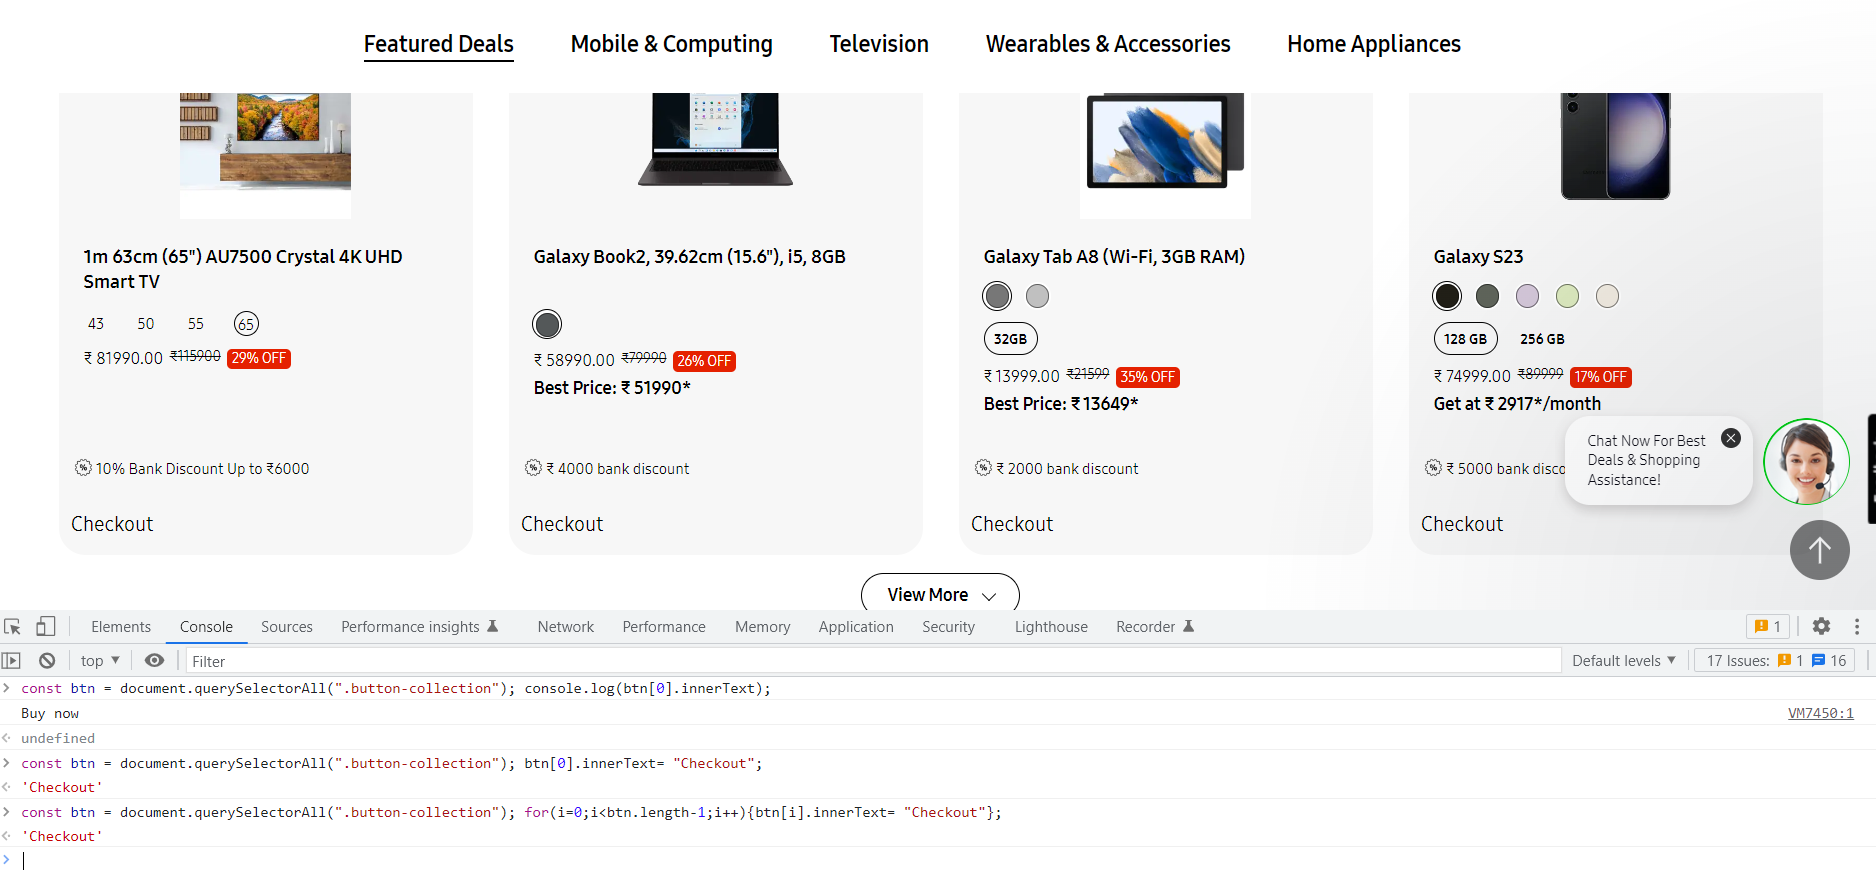 Featured Deals Mobile & Computing Television Wearables & Accessories Home Appliances
1m 63cm (65") AU7500 Crystal 4K UHD
Smart TV
43 50 55 65
₹ 81990.00 ₹115900 29% OFF
10% Bank Discount Up to ₹6000
Checkout
Galaxy Book2, 39.62cm (15.6"), i5, 8GB
₹ 58990.00 ₹79990 26% OFF
Best Price: ₹ 51990*
₹ 4000 bank discount
Checkout
Galaxy Tab A8 (Wi-Fi, 3GB RAM)
32GB
₹ 13999.00 ₹21599 35% OFF
Best Price: ₹ 13649*
₹ 2000 bank discount
Checkout
Galaxy S23
128 GB 256 GB
₹ 74999.00 ₹89999 17% OFF
Get at ₹ 2917*/month
₹ 5000 bank disco
Checkout
Chat Now For Best
Deals & Shopping
Assistance!
View More
Elements Console Sources Performance insights Network Performance Memory Application Security Lighthouse Recorder 1
top Filter Default levels 17 Issues: 1 16
const btn = document.querySelectorAll(".button-collection"); console.log(btn[0].innerText);
Buy now VM7450:1
undefined
const btn = document.querySelectorAll(".button-collection"); btn[0].innerText= "Checkout";
'Checkout'
const btn = document.querySelectorAll(".button-collection"); for(i=0;i<btn.length-1;i++){btn[i].innerText= "Checkout"};
'Checkout'